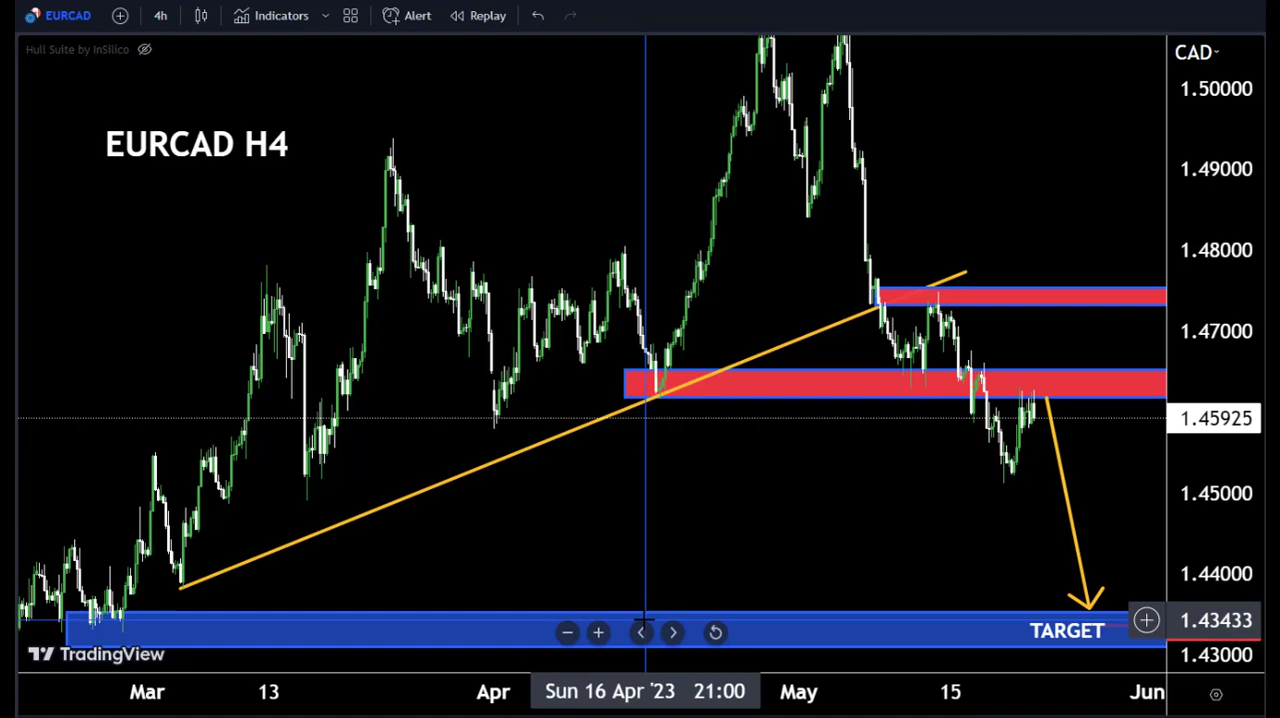 EURCAD 4h Indicators Alert Replay
Hull Suite by InSilico
CAD
EURCAD H4
1.50000
1.49000
1.48000
1.47000
1.45925
1.45000
1.44000
1.43433
TARGET
1.43000
TradingView
Mar 13 Apr Sun 16 Apr '23 21:00 May 15 Jun